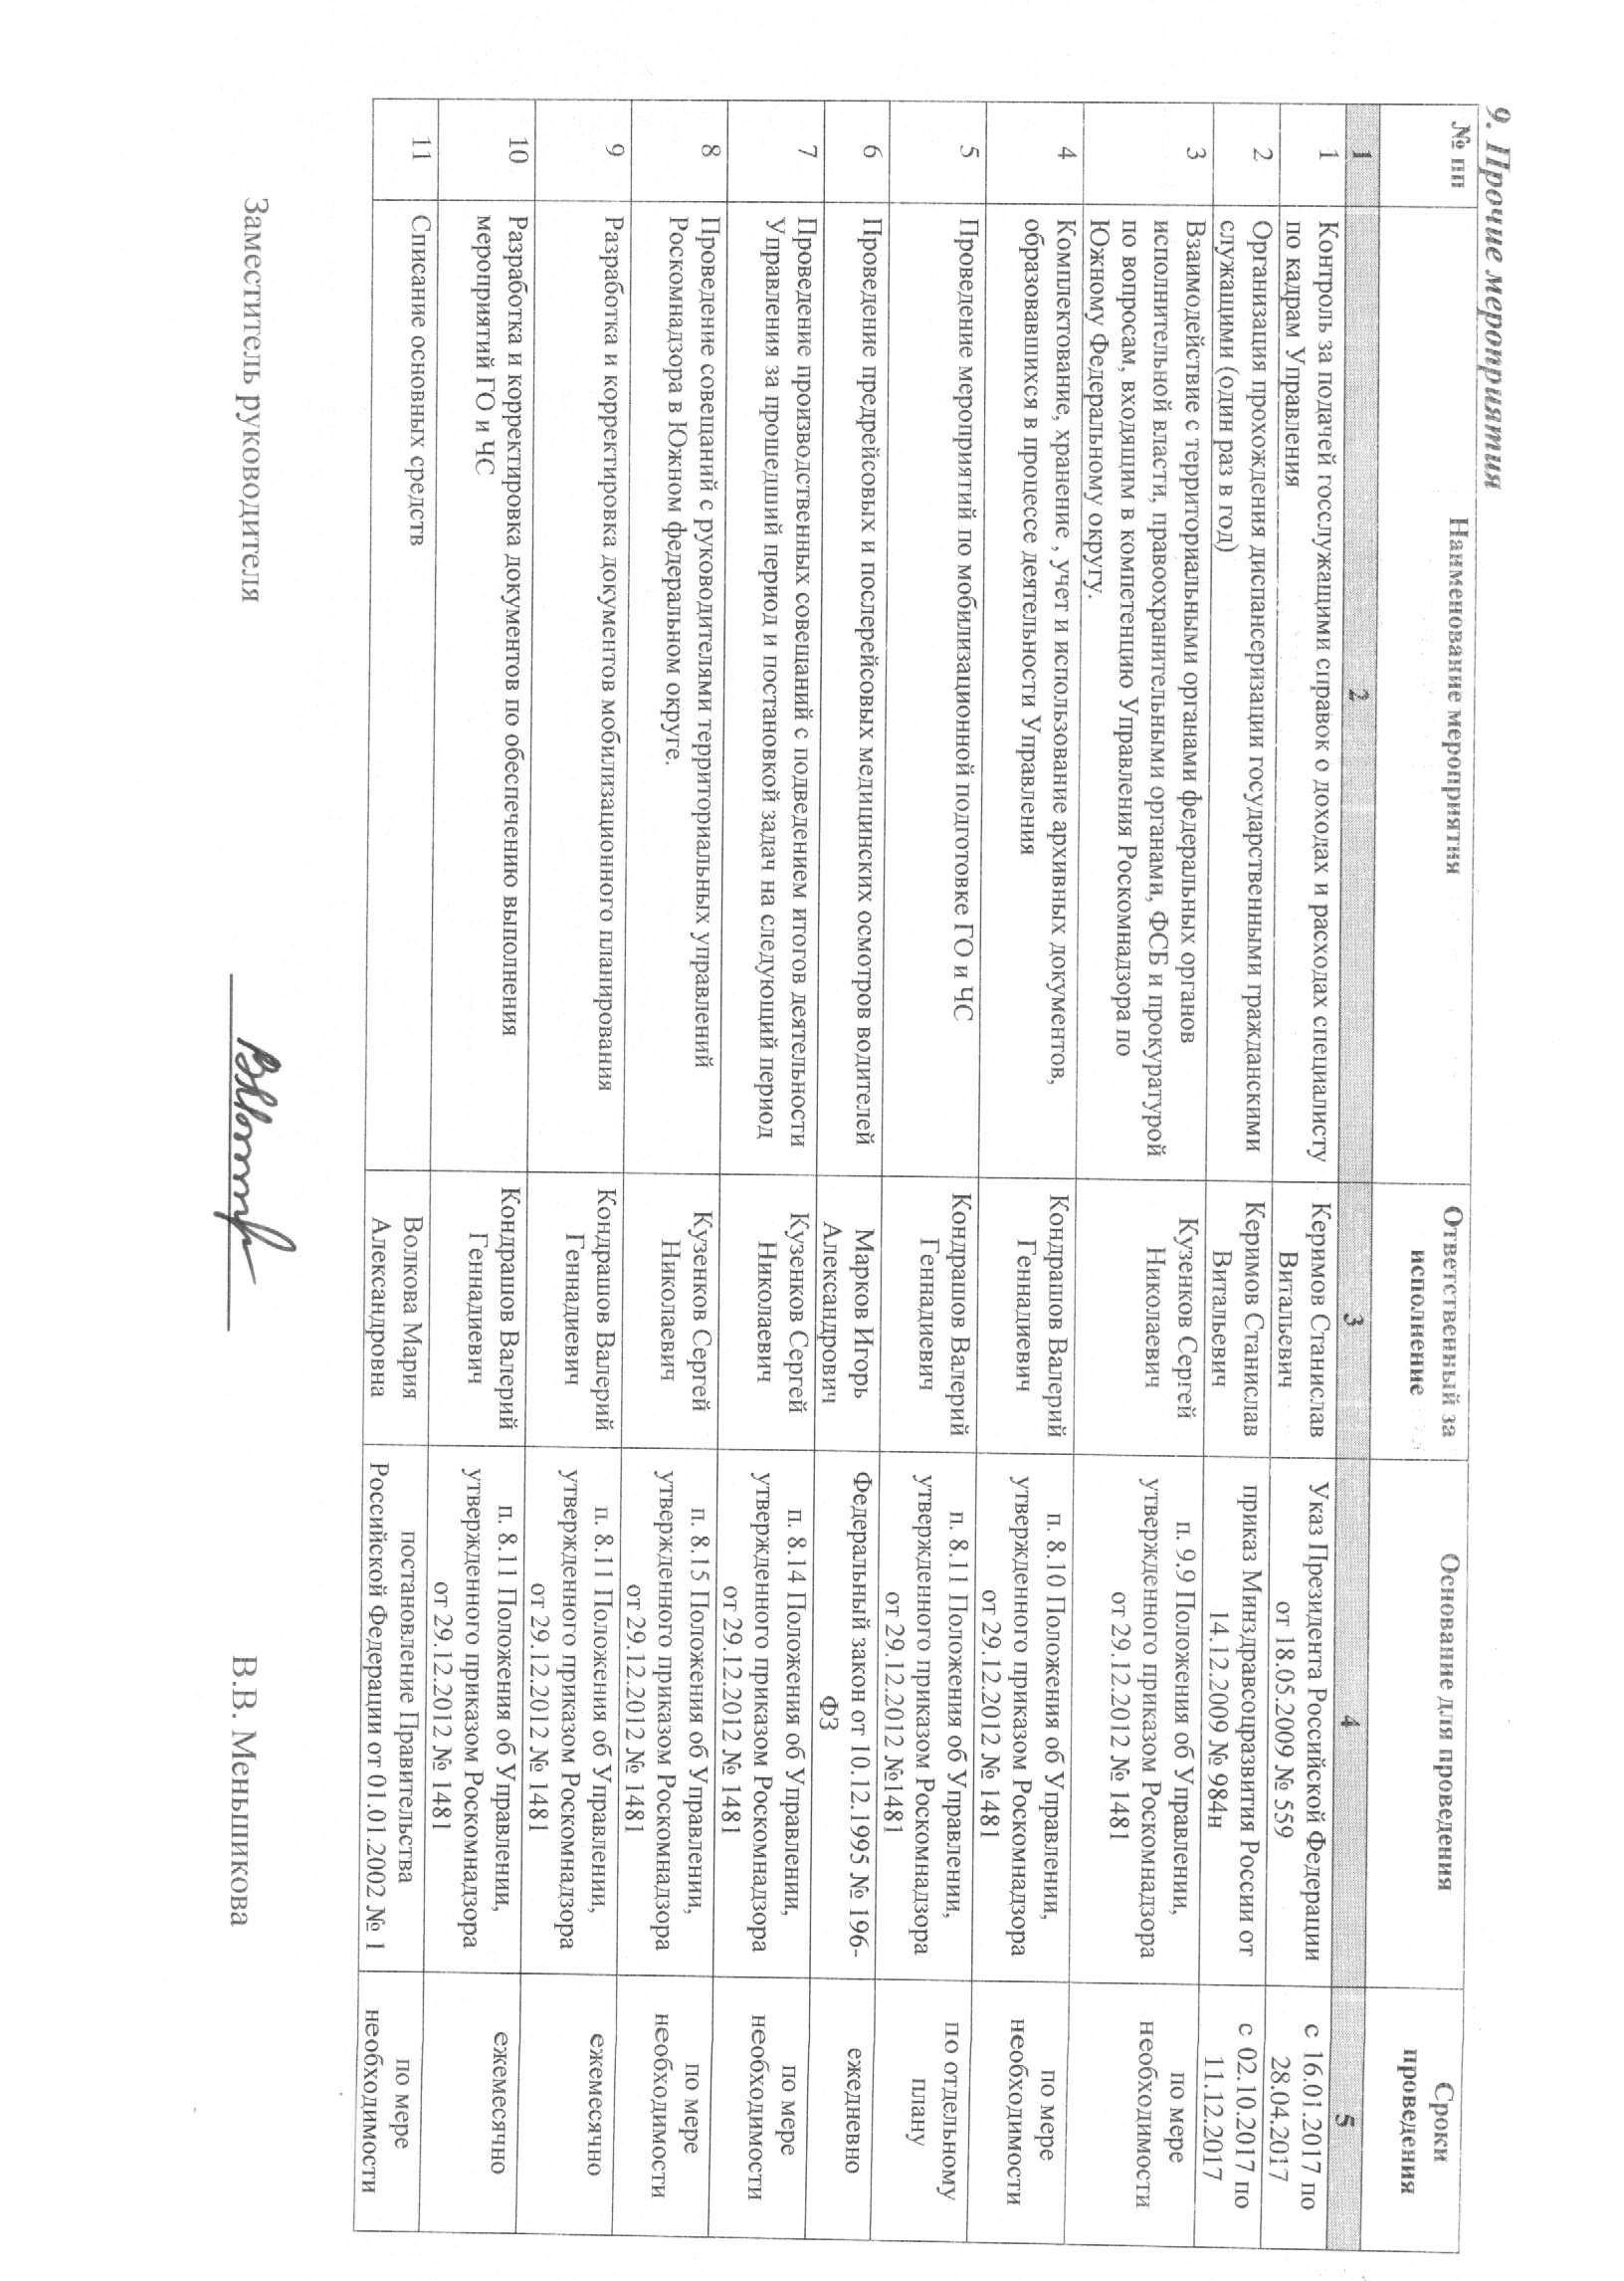 9. Прочие мероприятия
№ пп
Наименование мероприятия
Ответственный за
исполнение
Основание для проведения
Сроки
проведения
1
2
3
4
5
1
Контроль за подачей госслужащими справок о доходах и расходах специалисту
по кадрам Управления
Керимов Станислав
Витальевич
Указ Президента Российской Федерации
от 18.05.2009 № 559
с 16.01.2017 по
28.04.2017
2
Организация прохождения диспансеризации государственными гражданскими
служащими (один раз в год)
Керимов Станислав
Витальевич
приказ Минздравсоцразвития России от
14.12.2009 № 984н
с 02.10.2017 по
11.12.2017
3
Взаимодействие с территориальными органами федеральных органов
исполнительной власти, правоохранительными органами, ФСБ и прокуратурой
по вопросам, входящим в компетенцию Управления Роскомнадзора по
Южному Федеральному округу.
Кузенков Сергей
Николаевич
п. 9.9 Положения об Управлении,
утвержденного приказом Роскомнадзора
от 29.12.2012 № 1481
по мере
необходимости
4
Комплектование, хранение , учет и использование архивных документов,
образовавшихся в процессе деятельности Управления
Кондрашов Валерий
Геннадиевич
п. 8.10 Положения об Управлении,
утвержденного приказом Роскомнадзора
от 29.12.2012 № 1481
по мере
необходимости
5
Проведение мероприятий по мобилизационной подготовке ГО и ЧС
Кондрашов Валерий
Геннадиевич
п. 8.11 Положения об Управлении,
утвержденного приказом Роскомнадзора
от 29.12.2012 №1481
по отдельному
плану
6
Проведение предрейсовых и послерейсовых медицинских осмотров водителей
Марков Игорь
Александрович
Федеральный закон от 10.12.1995 № 196-
ФЗ
ежедневно
7
Проведение производственных совещаний с подведением итогов деятельности
Управления за прошедший период и постановкой задач на следующий период
Кузенков Сергей
Николаевич
п. 8.14 Положения об Управлении,
утвержденного приказом Роскомнадзора
от 29.12.2012 № 1481
по мере
необходимости
8
Проведение совещаний с руководителями территориальных управлений
Роскомнадзора в Южном федеральном округе.
Кузенков Сергей
Николаевич
п. 8.15 Положения об Управлении,
утвержденного приказом Роскомнадзора
от 29.12.2012 № 1481
по мере
необходимости
9
Разработка и корректировка документов мобилизационного планирования
Кондрашов Валерий
Геннадиевич
п. 8.11 Положения об Управлении,
утвержденного приказом Роскомнадзора
от 29.12.2012 № 1481
ежемесячно
10
Разработка и корректировка документов по обеспечению выполнения
мероприятий ГО и ЧС
Кондрашов Валерий
Геннадиевич
п. 8.11 Положения об Управлении,
утвержденного приказом Роскомнадзора
от 29.12.2012 № 1481
ежемесячно
11
Списание основных средств
Волкова Мария
Александровна
постановление Правительства
Российской Федерации от 01.01.2002 № 1
по мере
необходимости
Заместитель руководителя
В.В. Меньшикова